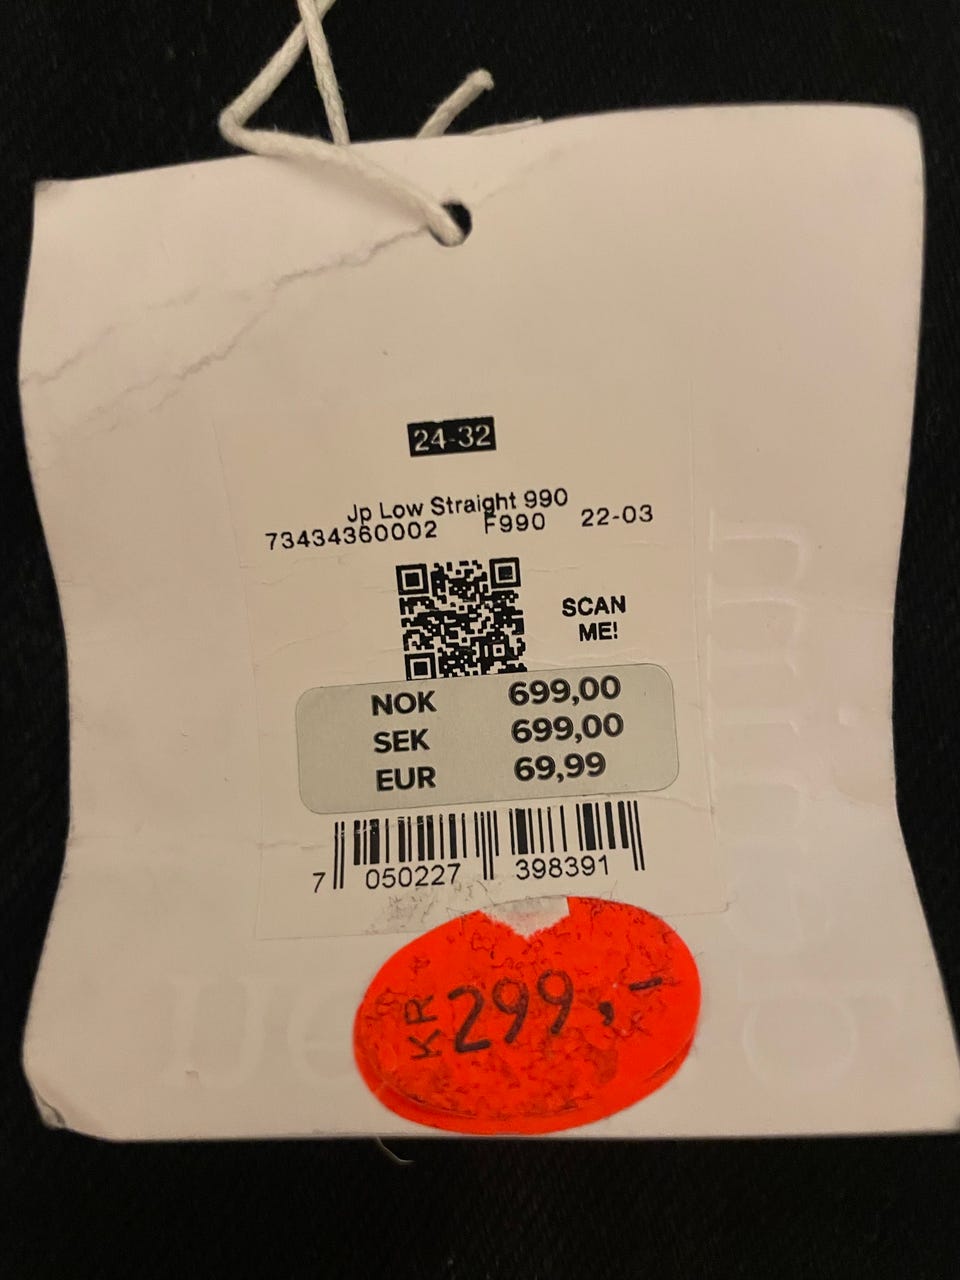 24-32
Jp Low Straight 990
73434360002 F990 22-03
SCAN
ME!
NOK 699,00
SEK 699,00
EUR 69,99
7 050227 398391
KR 299,-